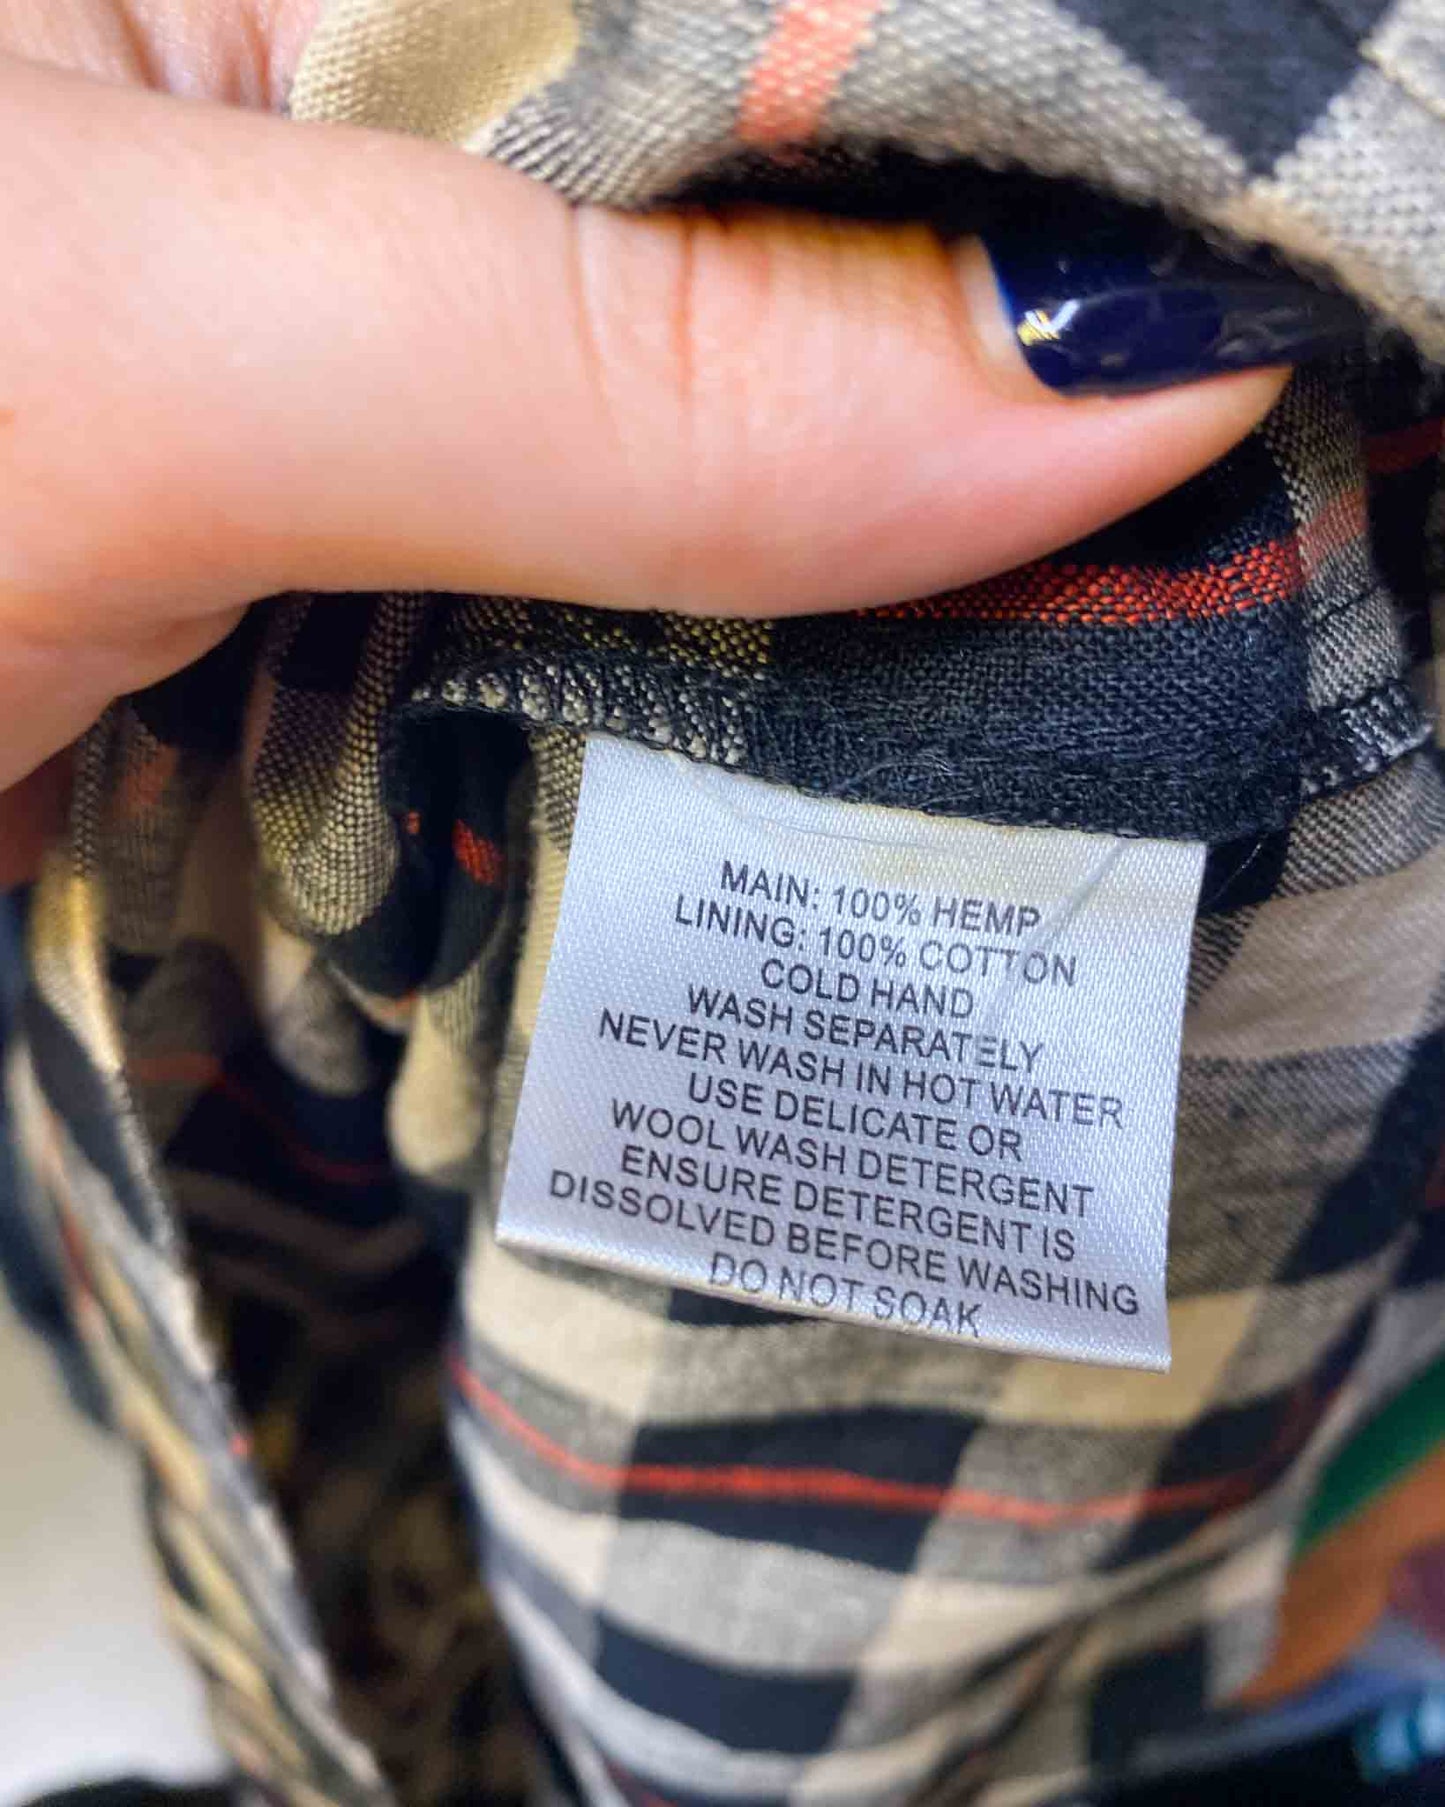 MAIN: 100% HEMP
LINING: 100% COTTON
COLD HAND
WASH SEPARATELY
NEVER WASH IN HOT WATER
USE DELICATE OR
WOOL WASH DETERGENT
ENSURE DETERGENT IS
DISSOLVED BEFORE WASHING
DO NOT SOAK